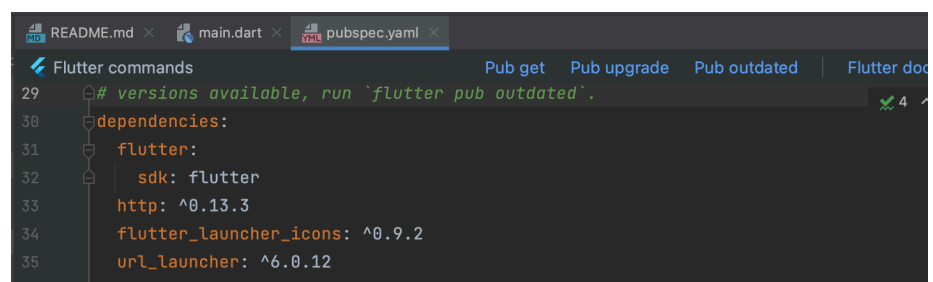 README.md main.dart pubspec.yaml
Flutter commands Pub get Pub upgrade Pub outdated Flutter doc
29 # versions available, run `flutter pub outdated`.
4
30 dependencies:
31 flutter:
32 sdk: flutter
33 http: ^0.13.3
34 flutter_launcher_icons: ^0.9.2
35 url_launcher: ^6.0.12